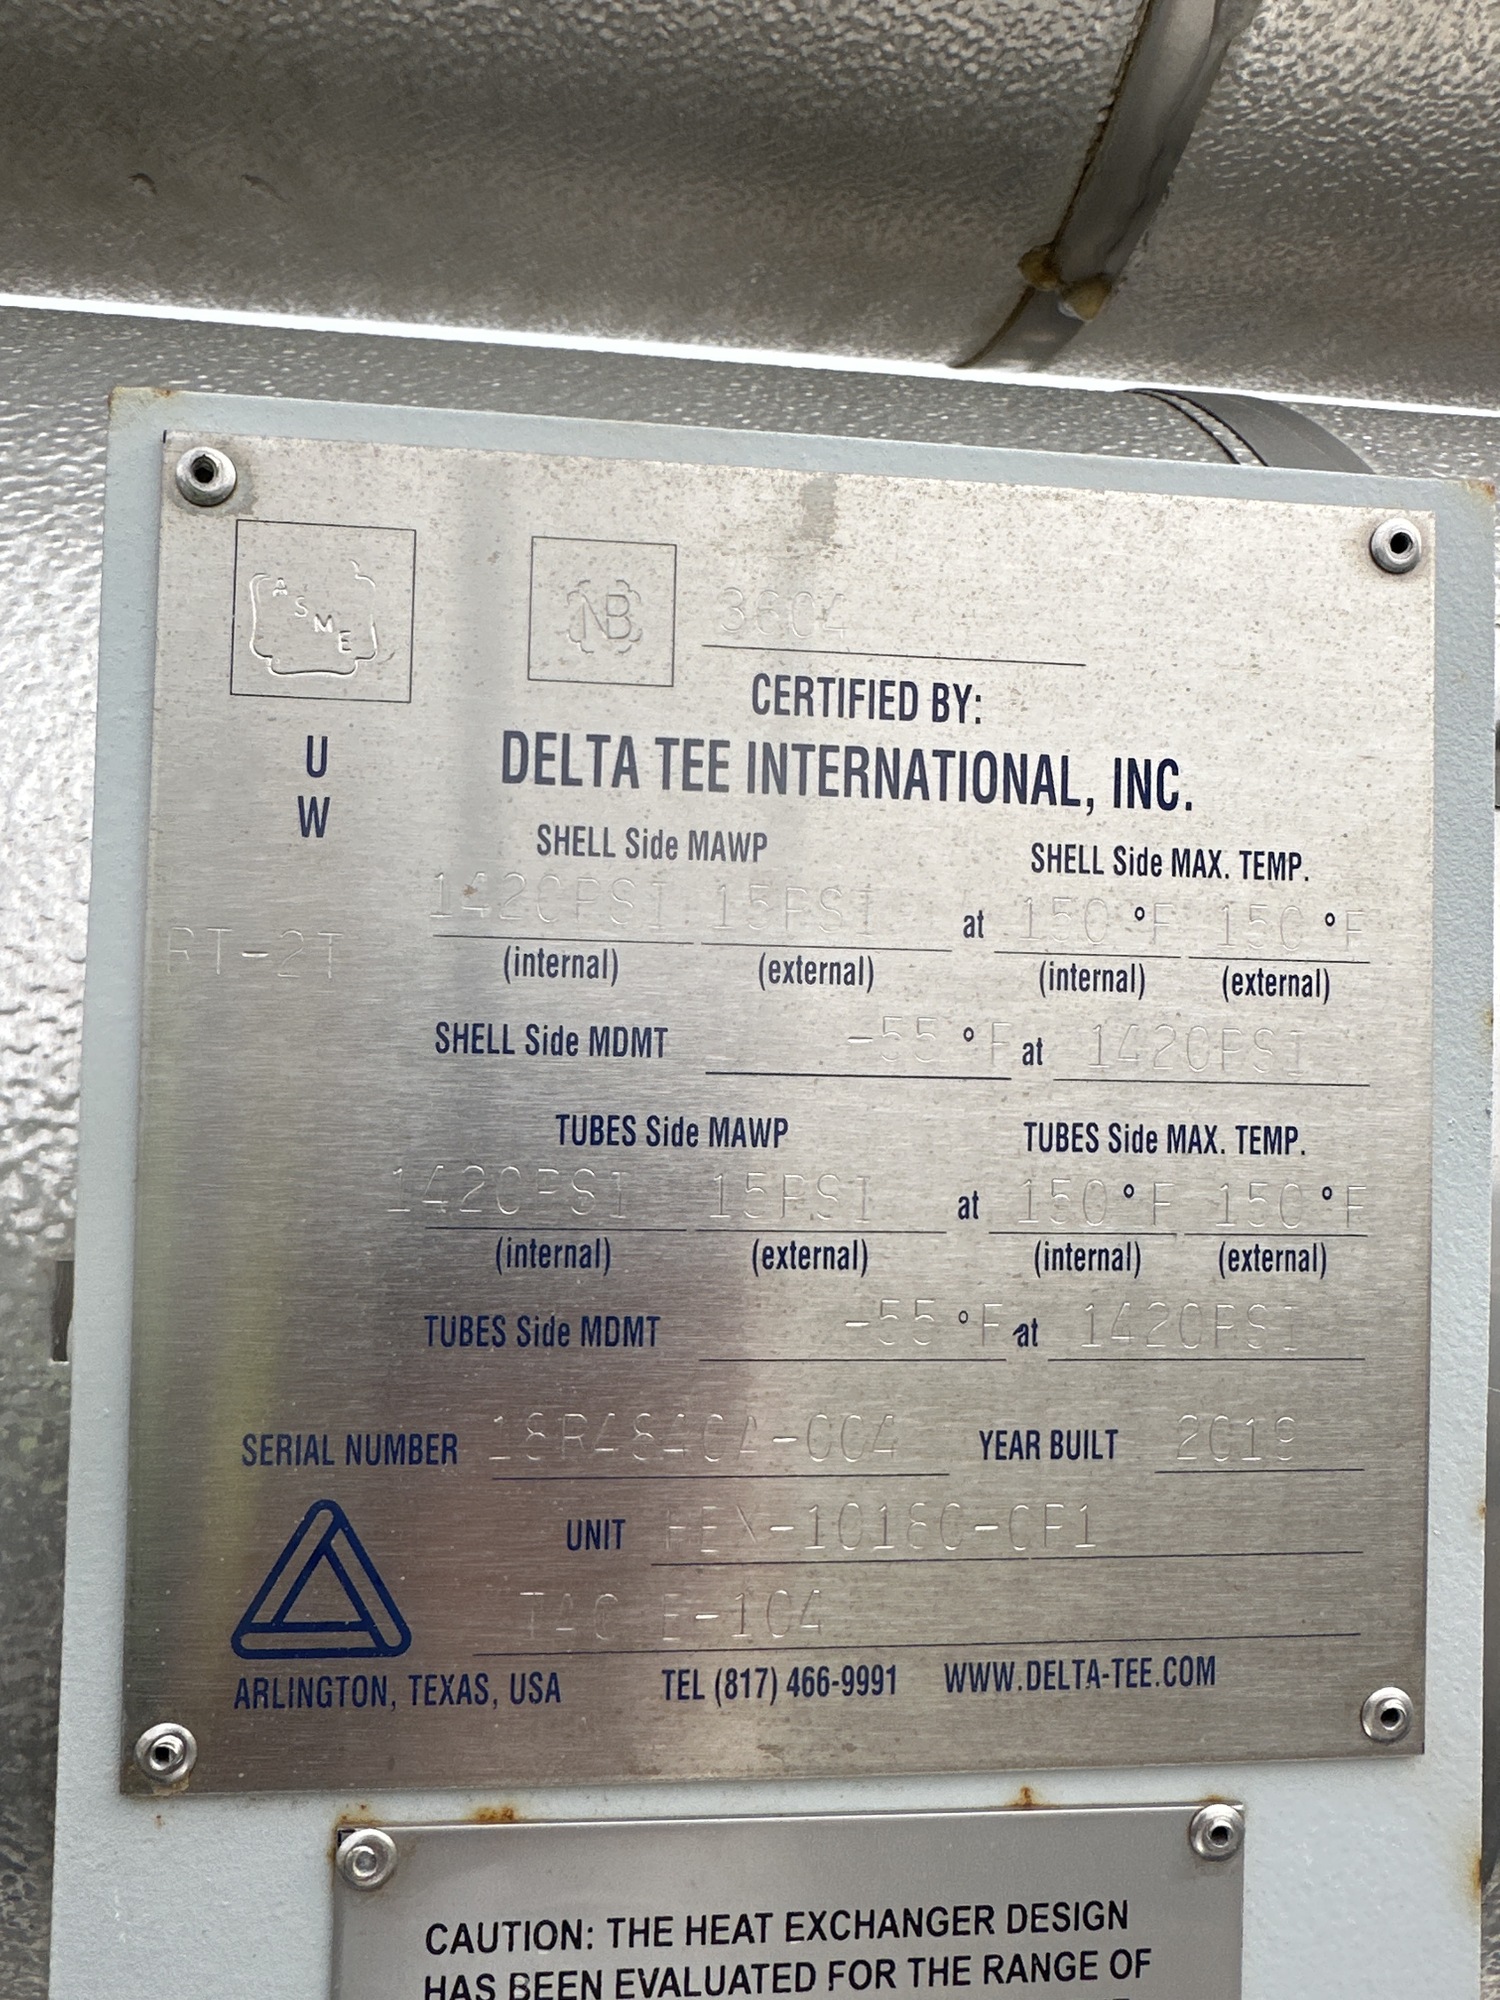 ASME
NB 3604
CERTIFIED BY:
U
DELTA TEE INTERNATIONAL, INC.
W
SHELL Side MAWP SHELL Side MAX. TEMP.
1420PSI 15PSI at 150 °F 150 °F
RT-2T
(internal) (external) (internal) (external)
SHELL Side MDMT -55 °F at 1420PSI
TUBES Side MAWP TUBES Side MAX. TEMP.
1420PSI 15PSI at 150 °F 150 °F
(internal) (external) (internal) (external)
TUBES Side MDMT -55 °F at 1420PSI
SERIAL NUMBER YEAR BUILT 2019
UNIT
E-104
ARLINGTON, TEXAS, USA TEL (817) 466-9991 WWW.DELTA-TEE.COM
CAUTION: THE HEAT EXCHANGER DESIGN
HAS BEEN EVALUATED FOR THE RANGE OF